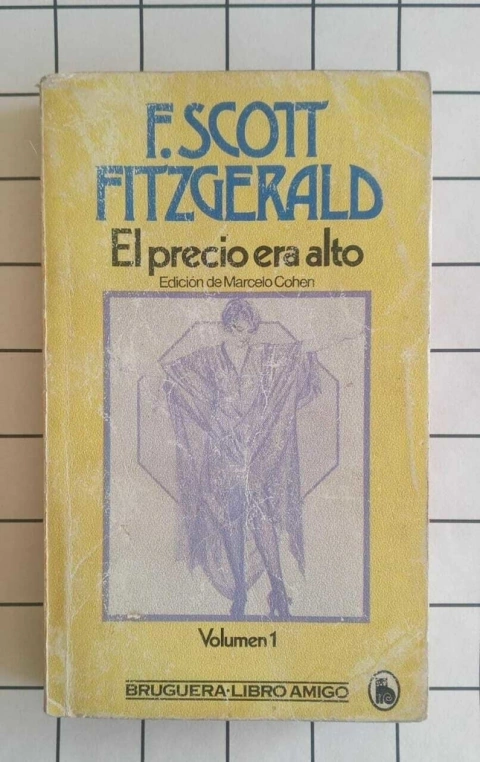 F. SCOTT
FITZGERALD
El precio era alto
Edición de Marcelo Cohen
Volumen 1
BRUGUERA·LIBRO AMIGO